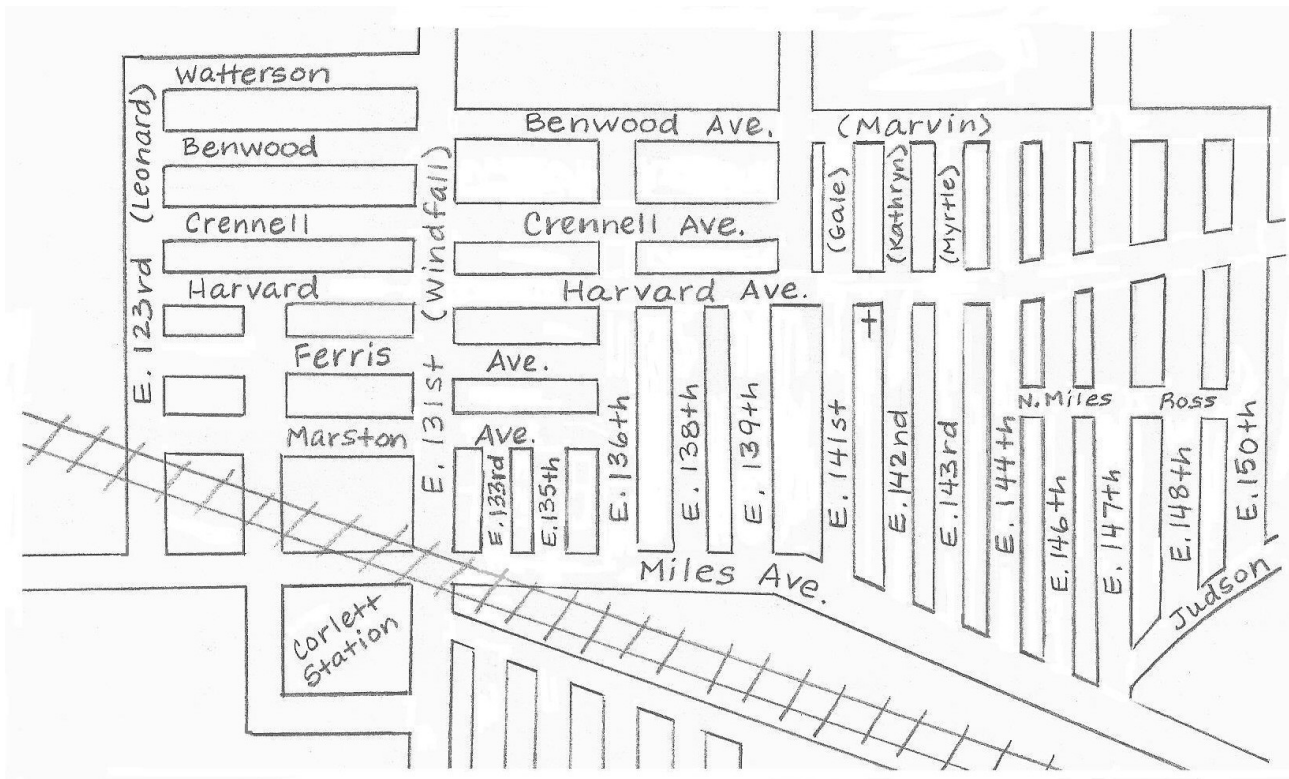 Watterson
Benwood Ave.
(Marvin)
Benwood
E. 123rd (Leonard)
E. 131st (Windfall)
(Gale)
(Kathryn)
(Myrtle)
Crennell
Crennell Ave.
Harvard
Harvard Ave.
Ferris Ave.
N. Miles
Ross
Marston Ave.
E. 133rd
E. 135th
E. 136th
E. 138th
E. 139th
E. 141st
E. 142nd
E. 143rd
E. 144th
E. 146th
E. 147th
E. 148th
E. 150th
Miles Ave.
Judson
Corlett
Station